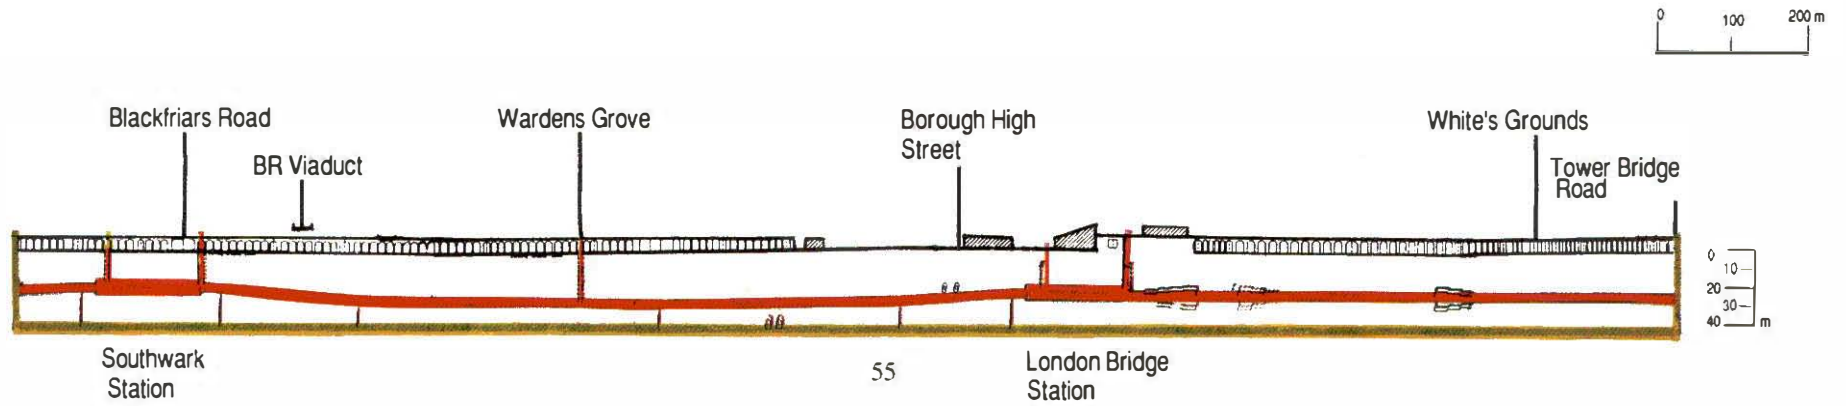 0 100 200 m
Blackfriars Road
BR Viaduct
Wardens Grove
Borough High
Street
White's Grounds
Tower Bridge
Road
0
10
20
30
40 m
Southwark
Station
55
London Bridge
Station